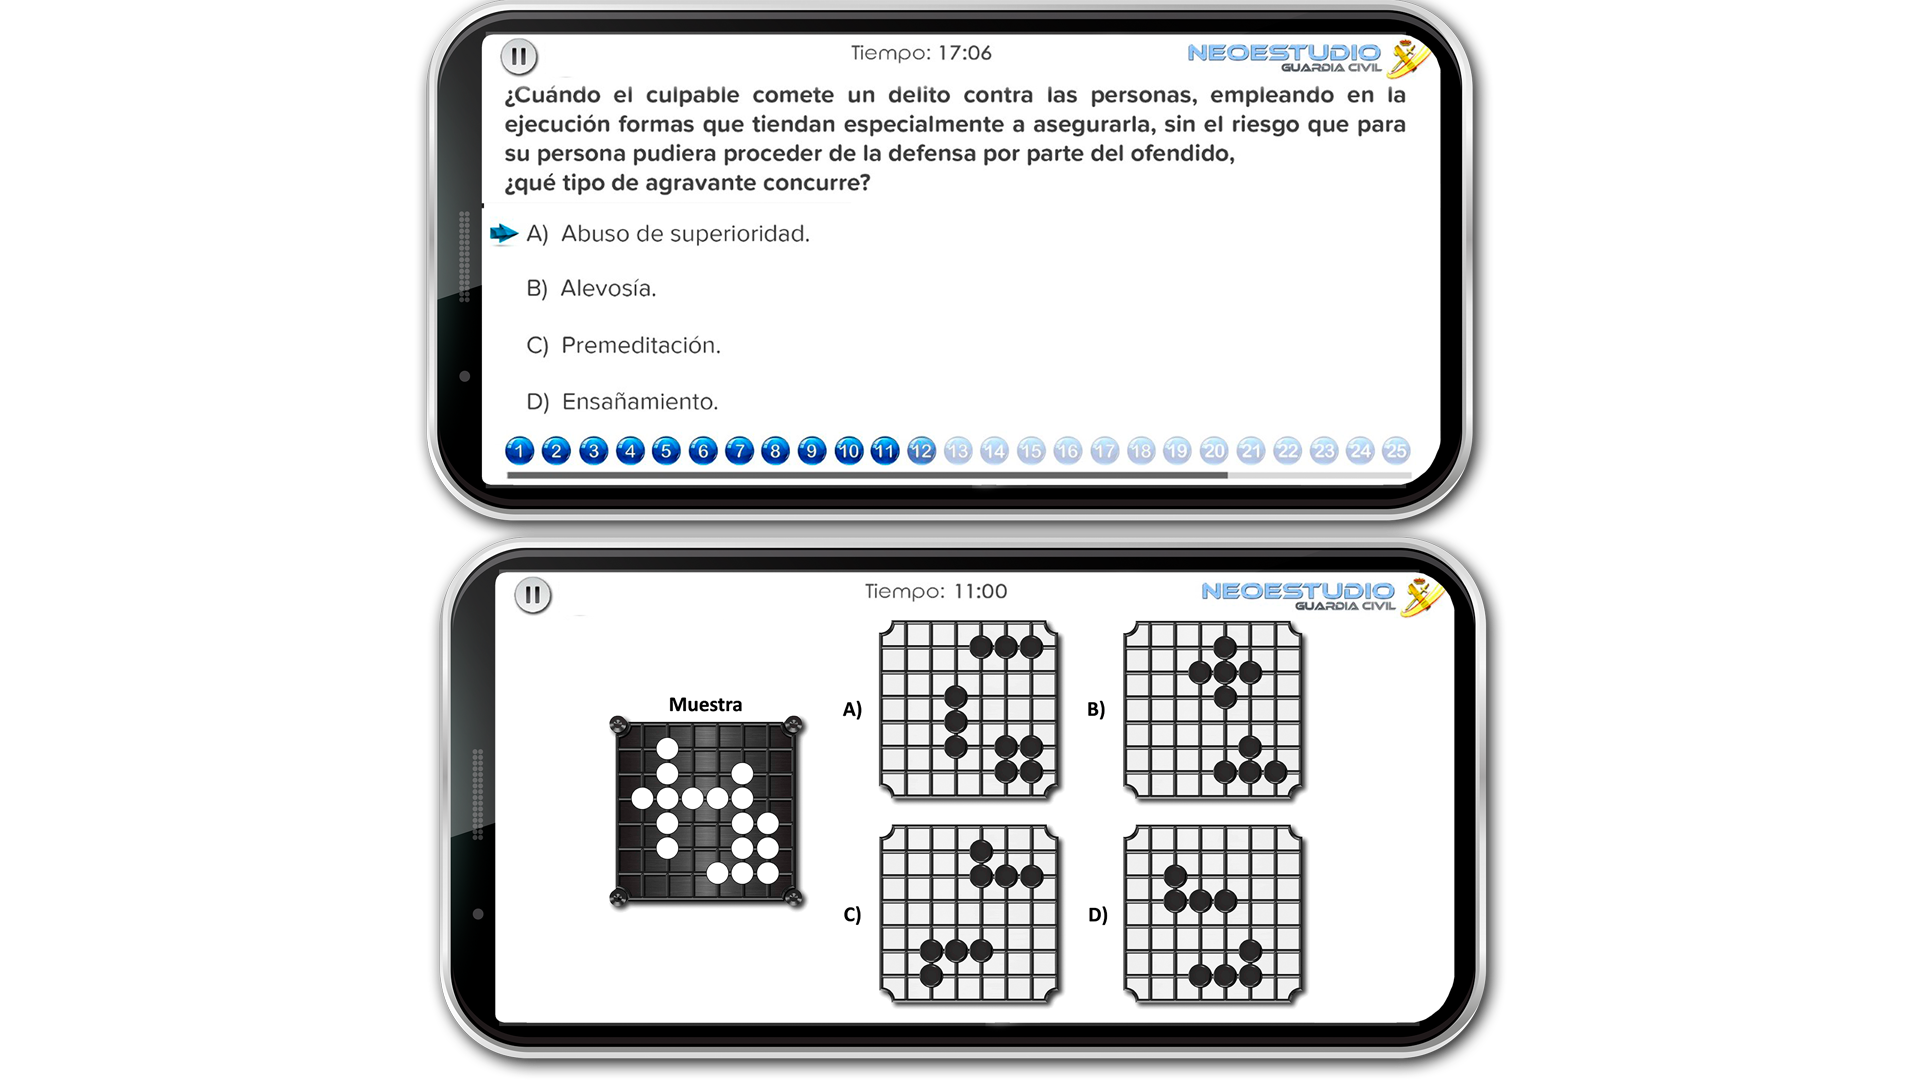 Tiempo: 17:06
NEOESTUDIO
GUARDIA CIVIL
¿Cuándo el culpable comete un delito contra las personas, empleando en la
ejecución formas que tiendan especialmente a asegurarla, sin el riesgo que para
su persona pudiera proceder de la defensa por parte del ofendido,
¿qué tipo de agravante concurre?
A) Abuso de superioridad.
B) Alevosía.
C) Premeditación.
D) Ensañamiento.
1 2 3 4 5 6 7 8 9 10 11 12 13 14 15 16 17 18 19 20 21 22 23 24 25
Tiempo: 11:00
NEOESTUDIO
GUARDIA CIVIL
Muestra
A)
B)
C)
D)